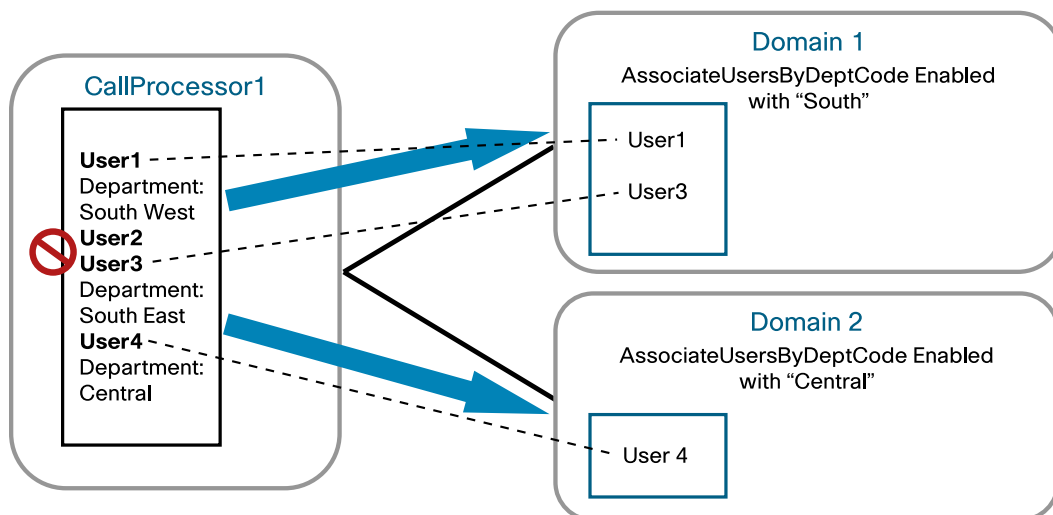 CallProcessor1
User1
Department:
South West
User2
User3
Department:
South East
User4
Department:
Central
Domain 1
AssociateUsersByDeptCode Enabled
with “South”
User1
User3
Domain 2
AssociateUsersByDeptCode Enabled
with “Central”
User 4